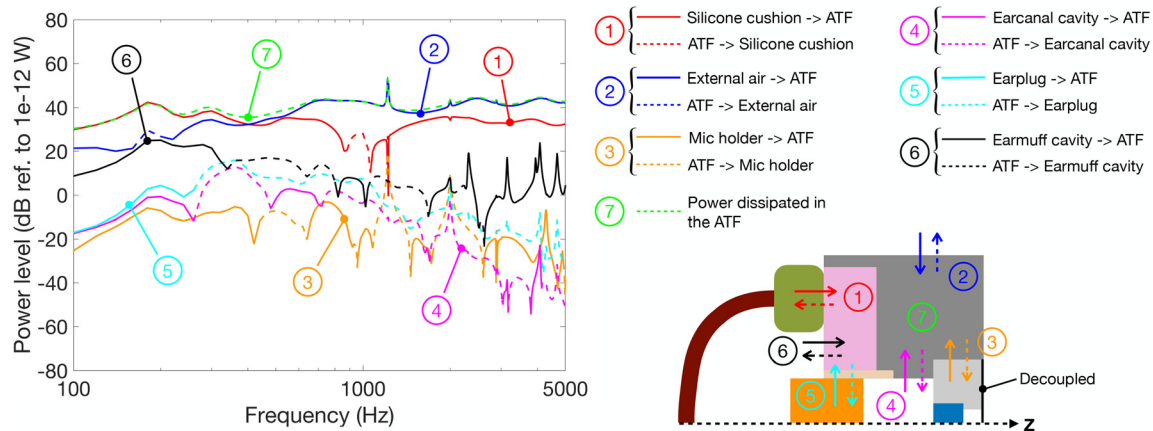 80
60
40
20
0
-20
-40
-60
-80
Power level (dB ref. to 1e-12 W)
100
1000
5000
Frequency (Hz)
6
7
2
1
5
3
4
1
Silicone cushion -> ATF
ATF -> Silicone cushion
2
External air -> ATF
ATF -> External air
3
Mic holder -> ATF
ATF -> Mic holder
7
Power dissipated in
the ATF
4
Earcanal cavity -> ATF
ATF -> Earcanal cavity
5
Earplug -> ATF
ATF -> Earplug
6
Earmuff cavity -> ATF
ATF -> Earmuff cavity
2
1
7
6
3
5
4
Decoupled
z